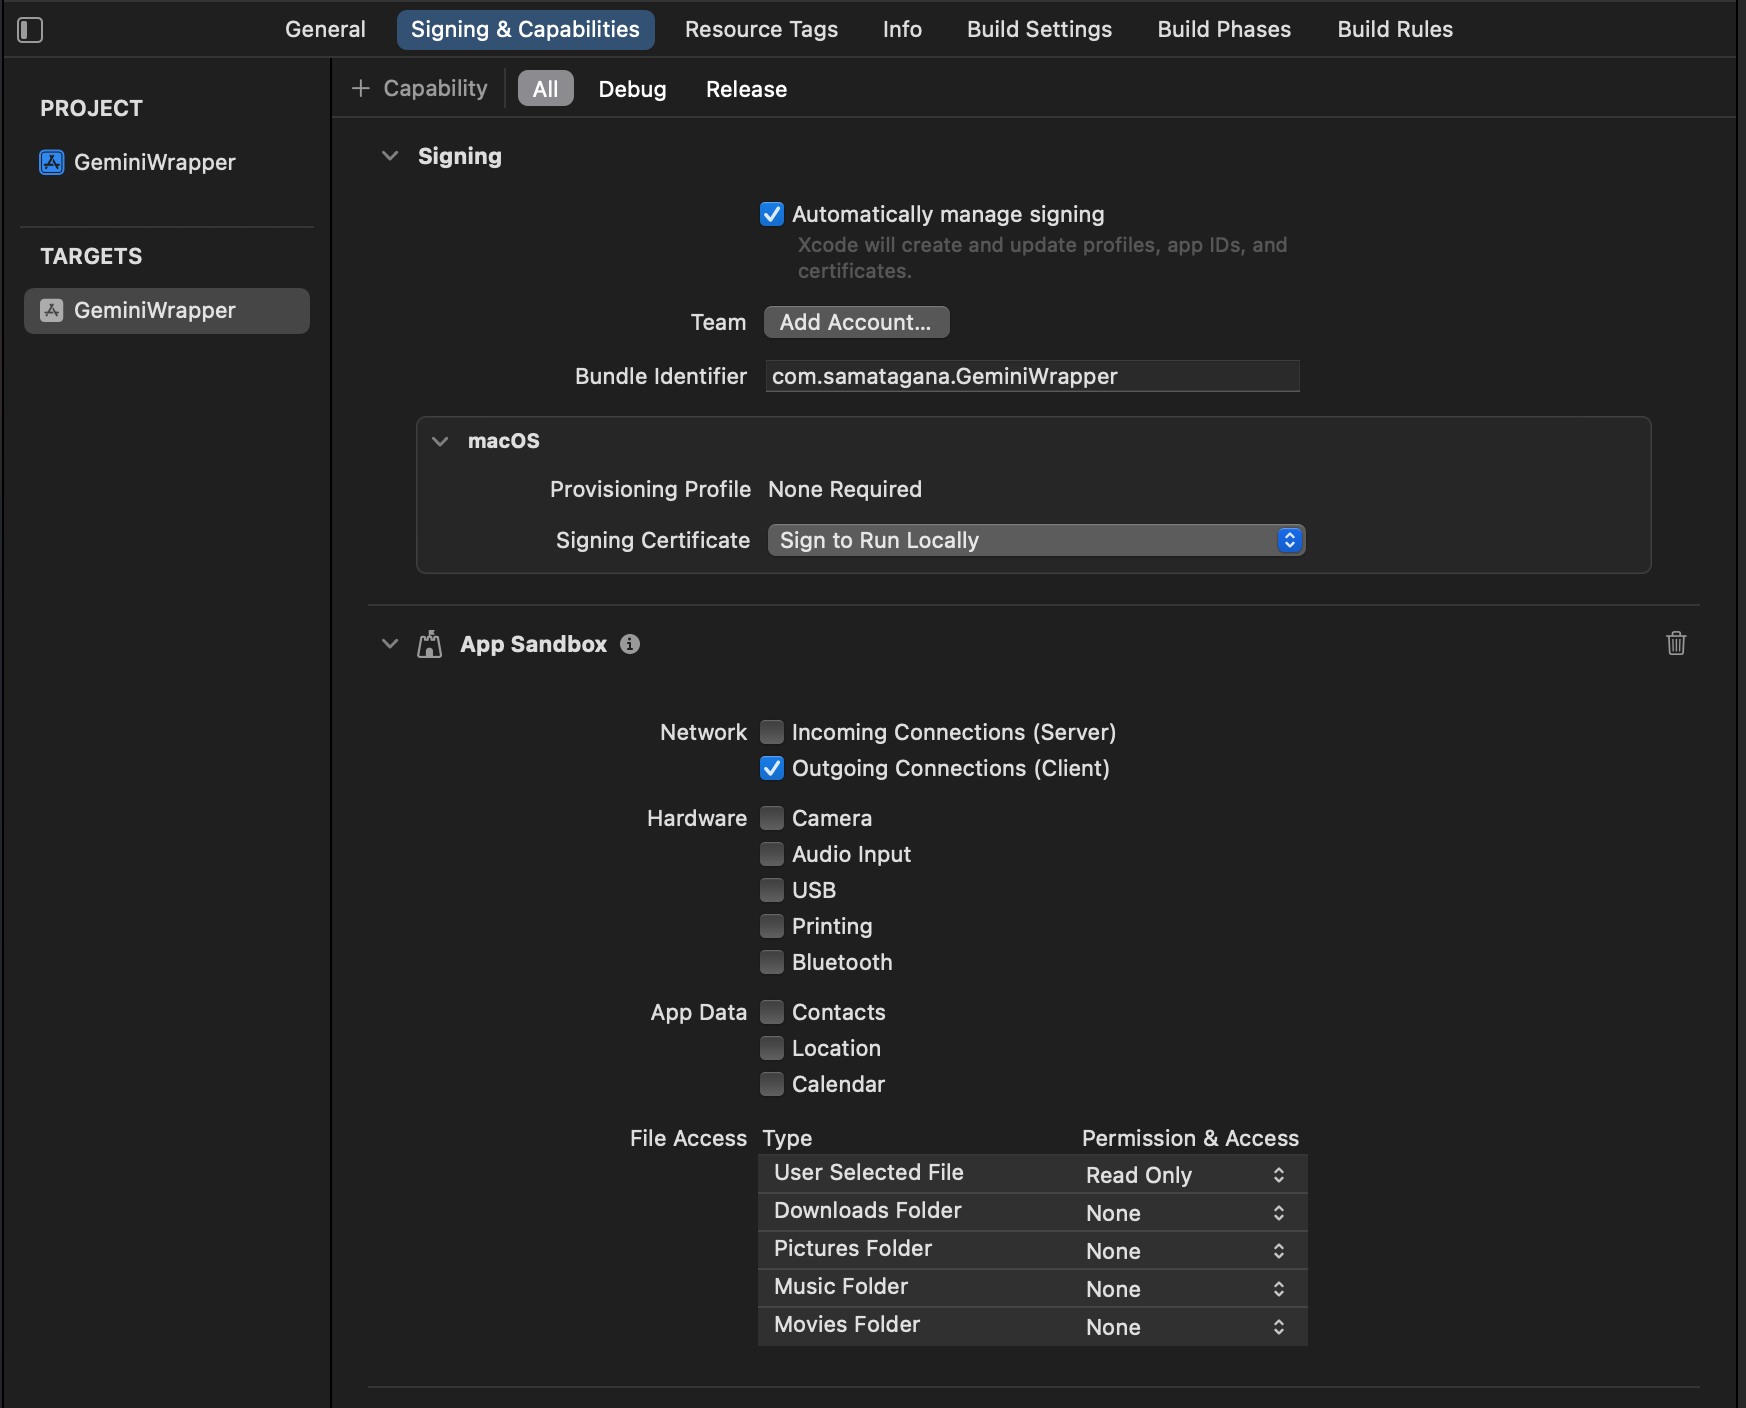 General Signing & Capabilities Resource Tags Info Build Settings Build Phases Build Rules
PROJECT
GeminiWrapper
TARGETS
GeminiWrapper
+ Capability All Debug Release
Signing
Automatically manage signing
Xcode will create and update profiles, app IDs, and
certificates.
Team Add Account...
Bundle Identifier com.samatagana.GeminiWrapper
macOS
Provisioning Profile None Required
Signing Certificate Sign to Run Locally
App Sandbox
Network Incoming Connections (Server)
Outgoing Connections (Client)
Hardware Camera
Audio Input
USB
Printing
Bluetooth
App Data Contacts
Location
Calendar
File Access Type Permission & Access
User Selected File Read Only
Downloads Folder None
Pictures Folder None
Music Folder None
Movies Folder None